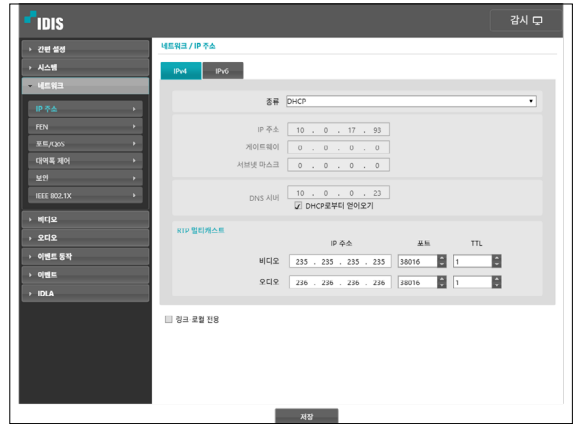 IDIS
감시
간편 설정
시스템
네트워크
IP 주소
FEN
포트/QoS
대역폭 제어
보안
IEEE 802.1X
비디오
오디오
이벤트 동작
이벤트
IDLA
네트워크 / IP 주소
IPv4 IPv6
종류 DHCP
IP 주소 10 . 0 . 17 . 93
게이트웨이 0 . 0 . 0 . 0
서브넷 마스크 0 . 0 . 0 . 0
DNS 서버 10 . 0 . 0 . 23
DHCP로부터 얻어오기
RTP 멀티캐스트
IP 주소 포트 TTL
비디오 235 . 235 . 235 . 235 38016 1
오디오 236 . 236 . 236 . 236 38016 1
링크 로컬 전용
저장